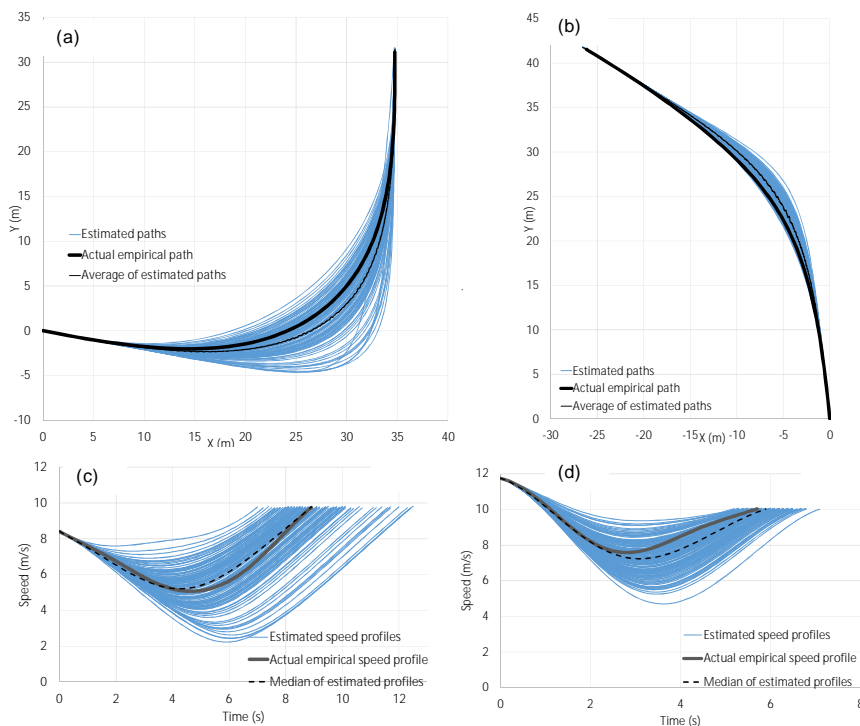 (a)
35
30
25
20
15
10
5
0
-5
-10
Y (m)
Estimated paths
Actual empirical path
Average of estimated paths
0 5 10 15 20 25 30 35 40
X (m)
(b)
45
40
35
30
25
20
15
10
5
0
Y (m)
Estimated paths
Actual empirical path
Average of estimated paths
-30 -25 -20 -15 -10 -5 0
X (m)
(c)
12
10
8
6
4
2
0
Speed (m/s)
Estimated speed profiles
Actual empirical speed profile
Median of estimated profiles
0 2 4 6 8 10 12
Time (s)
(d)
12
10
8
6
4
2
0
Speed (m/s)
Estimated speed profiles
Actual empirical speed profile
Median of estimated profiles
0 2 4 6 8
Time (s)